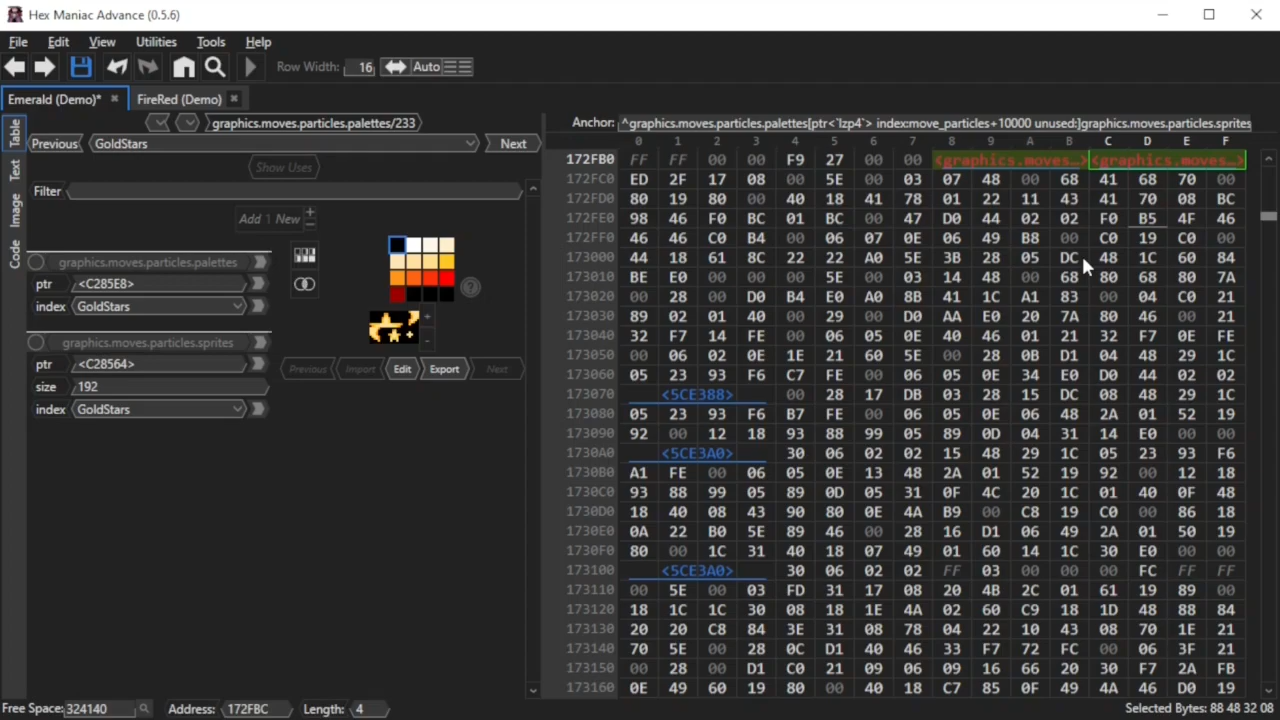 Hex Maniac Advance (0.5.6)
File Edit View Utilities Tools Help
Row Width: 16 Auto
Emerald (Demo)* FireRed (Demo)
graphics.moves.particles.palettes/233
Previous GoldStars Next
Show Uses
Filter
Add 1 New
graphics.moves.particles.palettes
ptr <C285E8>
index GoldStars
graphics.moves.particles.sprites
ptr <C28564>
size 192
index GoldStars
Previous Import Edit Export Next
Table
Text
Image
Code
Anchor: ^graphics.moves.particles.palettes[ptr<`lzp4`> index:move_particles+10000 unused:]graphics.moves.particles.sprites
0 1 2 3 4 5 6 7 8 9 A B C D E F
172FB0 FF FF 00 00 F9 27 00 00 <graphics.moves…> <graphics.moves…>
172FC0 ED 2F 17 08 00 5E 00 03 07 48 00 68 41 68 70 00
172FD0 80 19 80 00 40 18 41 78 01 22 11 43 41 70 08 BC
172FE0 98 46 F0 BC 01 BC 00 47 D0 44 02 02 F0 B5 4F 46
172FF0 46 46 C0 B4 00 06 07 0E 06 49 B8 00 C0 19 C0 00
173000 44 18 61 8C 22 22 A0 5E 3B 28 05 DC 48 1C 60 84
173010 BE E0 00 00 00 5E 00 03 14 48 00 68 80 68 80 7A
173020 00 28 00 D0 B4 E0 A0 8B 41 1C A1 83 00 04 C0 21
173030 89 02 01 40 00 29 00 D0 AA E0 20 7A 80 46 00 21
173040 32 F7 14 FE 00 06 05 0E 40 46 01 21 32 F7 0E FE
173050 00 06 02 0E 1E 21 60 5E 00 28 0B D1 04 48 29 1C
173060 05 23 93 F6 C7 FE 00 06 05 0E 34 E0 D0 44 02 02
173070 <5CE388> 00 28 17 DB 03 28 15 DC 08 48 29 1C
173080 05 23 93 F6 B7 FE 00 06 05 0E 06 48 2A 01 52 19
173090 92 00 12 18 93 88 99 05 89 0D 04 31 14 E0 00 00
1730A0 <5CE3A0> 30 06 02 02 15 48 29 1C 05 23 93 F6
1730B0 A1 FE 00 06 05 0E 13 48 2A 01 52 19 92 00 12 18
1730C0 93 88 99 05 89 0D 05 31 0F 4C 20 1C 01 40 0F 48
1730D0 18 40 08 43 90 80 0E 4A B9 00 C8 19 C0 00 86 18
1730E0 0A 22 B0 5E 89 46 00 28 16 D1 06 49 2A 01 50 19
1730F0 80 00 1C 31 40 18 07 49 01 60 14 1C 30 E0 00 00
173100 <5CE3A0> 30 06 02 02 FF 03 00 00 00 FC FF FF
173110 00 5E 00 03 FD 31 17 08 20 4B 2C 01 61 19 89 00
173120 18 1C 1C 30 08 18 1E 4A 02 60 C9 18 1D 48 88 84
173130 20 20 C8 84 3E 31 08 78 04 22 10 43 08 70 1E 21
173140 70 5E 00 28 0C D1 40 46 33 F7 72 FC 00 06 3F 21
173150 00 28 00 D1 C0 21 09 06 09 16 66 20 30 F7 2A FB
173160 0E 49 60 19 80 00 40 18 C7 85 0F 49 4A 46 D0 19
Free Space: 324140 Address: 172FBC Length: 4 Selected Bytes: 88 48 32 08